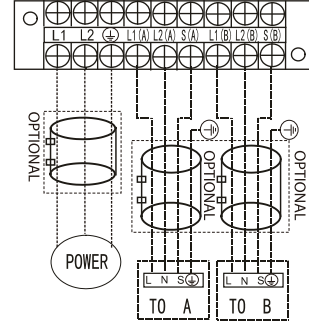 L1 L2 L1(A) L2(A) S(A) L1(B) L2(B) S(B)
OPTIONAL
OPTIONAL
OPTIONAL
POWER
L N S
L N S
TO A
TO B